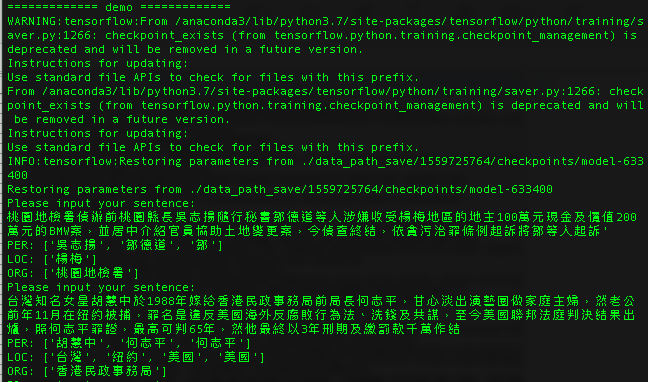 ============= demo =============
WARNING:tensorflow:From /anaconda3/lib/python3.7/site-packages/tensorflow/python/training/s
aver.py:1266: checkpoint_exists (from tensorflow.python.training.checkpoint_management) is
deprecated and will be removed in a future version.
Instructions for updating:
Use standard file APIs to check for files with this prefix.
From /anaconda3/lib/python3.7/site-packages/tensorflow/python/training/saver.py:1266: check
point_exists (from tensorflow.python.training.checkpoint_management) is deprecated and will
 be removed in a future version.
Instructions for updating:
Use standard file APIs to check for files with this prefix.
INFO:tensorflow:Restoring parameters from ./data_path_save/1559725764/checkpoints/model-633
400
Restoring parameters from ./data_path_save/1559725764/checkpoints/model-633400
Please input your sentence:
桃園地檢署偵辦前桃園縣長吳志揚隨行秘書鄒德道等人涉嫌收受楊梅地區的地主100萬元現金及價值200
萬元的BMW案，並居中介紹官員協助土地變更案，今偵查終結，依貪污治罪條例起訴將鄒等人起訴'
PER: ['吳志揚', '鄒德道', '鄒']
LOC: ['楊梅']
ORG: ['桃園地檢署']
Please input your sentence:
台灣知名女星胡慧中於1988年嫁給香港民政事務局前局長何志平，甘心淡出演藝圈做家庭主婦，然老公
前年11月在紐約被捕，罪名是違反美國海外反腐敗行為法、洗錢及共謀，至今美國聯邦法庭判決結果出
爐，照何志平罪證，最高可判65年，然他最終以3年刑期及繳罰款千萬作結
PER: ['胡慧中', '何志平', '何志平']
LOC: ['台灣', '紐約', '美國', '美國']
ORG: ['香港民政事務局']